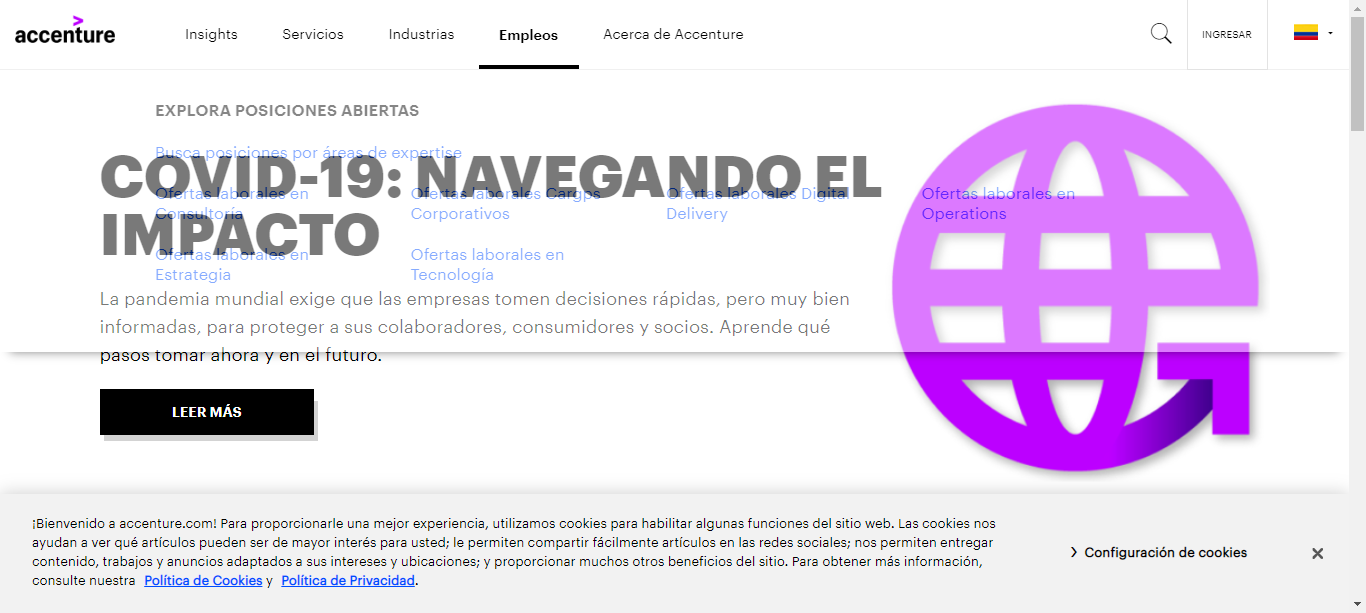 accenture
Insights
Servicios
Industrias
Empleos
Acerca de Accenture
INGRESAR
EXPLORA POSICIONES ABIERTAS
Busca posiciones por áreas de expertise
Ofertas laborales en
Consultoría
Ofertas laborales Cargps
Corporativos
Ofertas laborales Digital
Delivery
Ofertas laborales en
Operations
Ofertas laborales en
Estrategia
Ofertas laborales en
Tecnología
COVID-19: NAVEGANDO EL
IMPACTO
La pandemia mundial exige que las empresas tomen decisiones rápidas, pero muy bien
informadas, para proteger a sus colaboradores, consumidores y socios. Aprende qué
pasos tomar ahora y en el futuro.
LEER MÁS
¡Bienvenido a accenture.com! Para proporcionarle una mejor experiencia, utilizamos cookies para habilitar algunas funciones del sitio web. Las cookies nos
ayudan a ver qué artículos pueden ser de mayor interés para usted; le permiten compartir fácilmente artículos en las redes sociales; nos permiten entregar
contenido, trabajos y anuncios adaptados a sus intereses y ubicaciones; y proporcionar muchos otros beneficios del sitio. Para obtener más información,
consulte nuestra Política de Cookies y Política de Privacidad.
Configuración de cookies